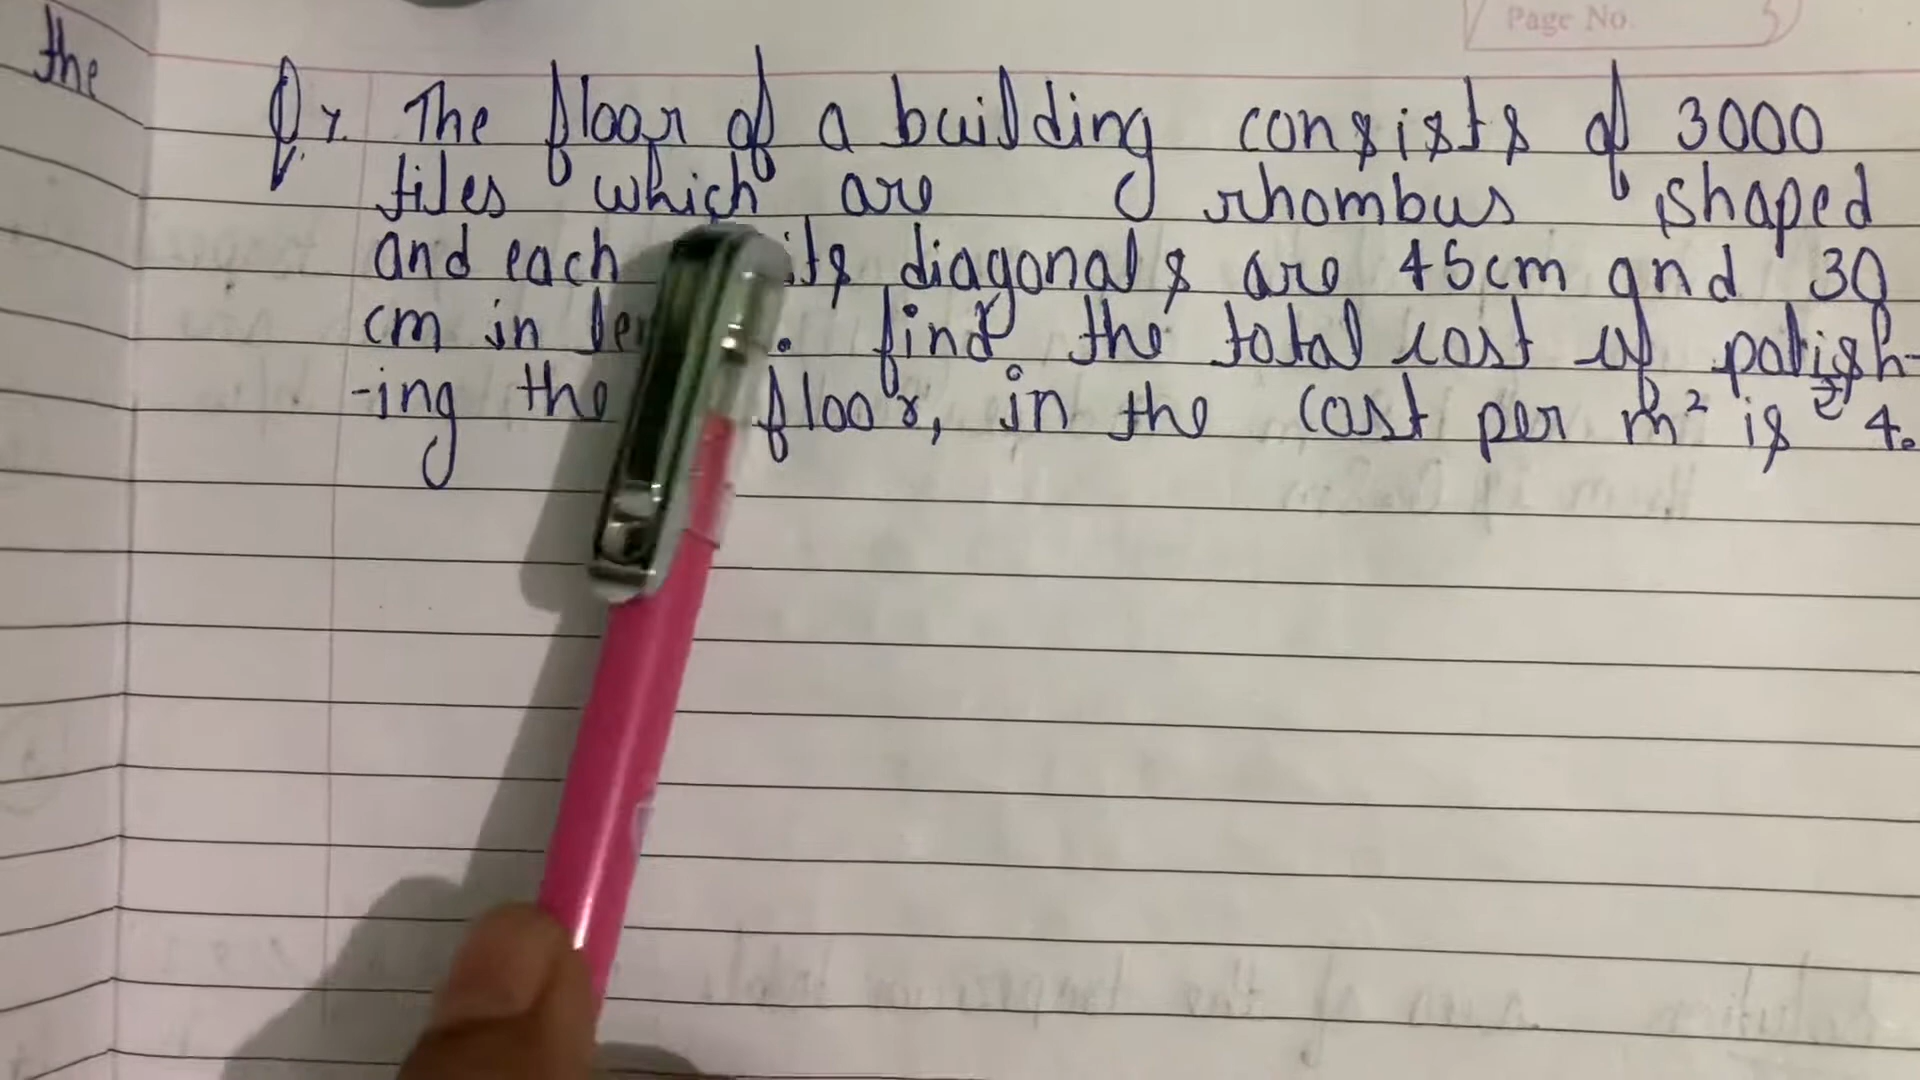 the
Page No.
Q7. The floor of a building consists of 3000
tiles which are rhombus shaped
and each its diagonals are 45cm and 30
cm in . find the total cost of polish-
-ing the floor, in the cost per m² is ₹ 4.